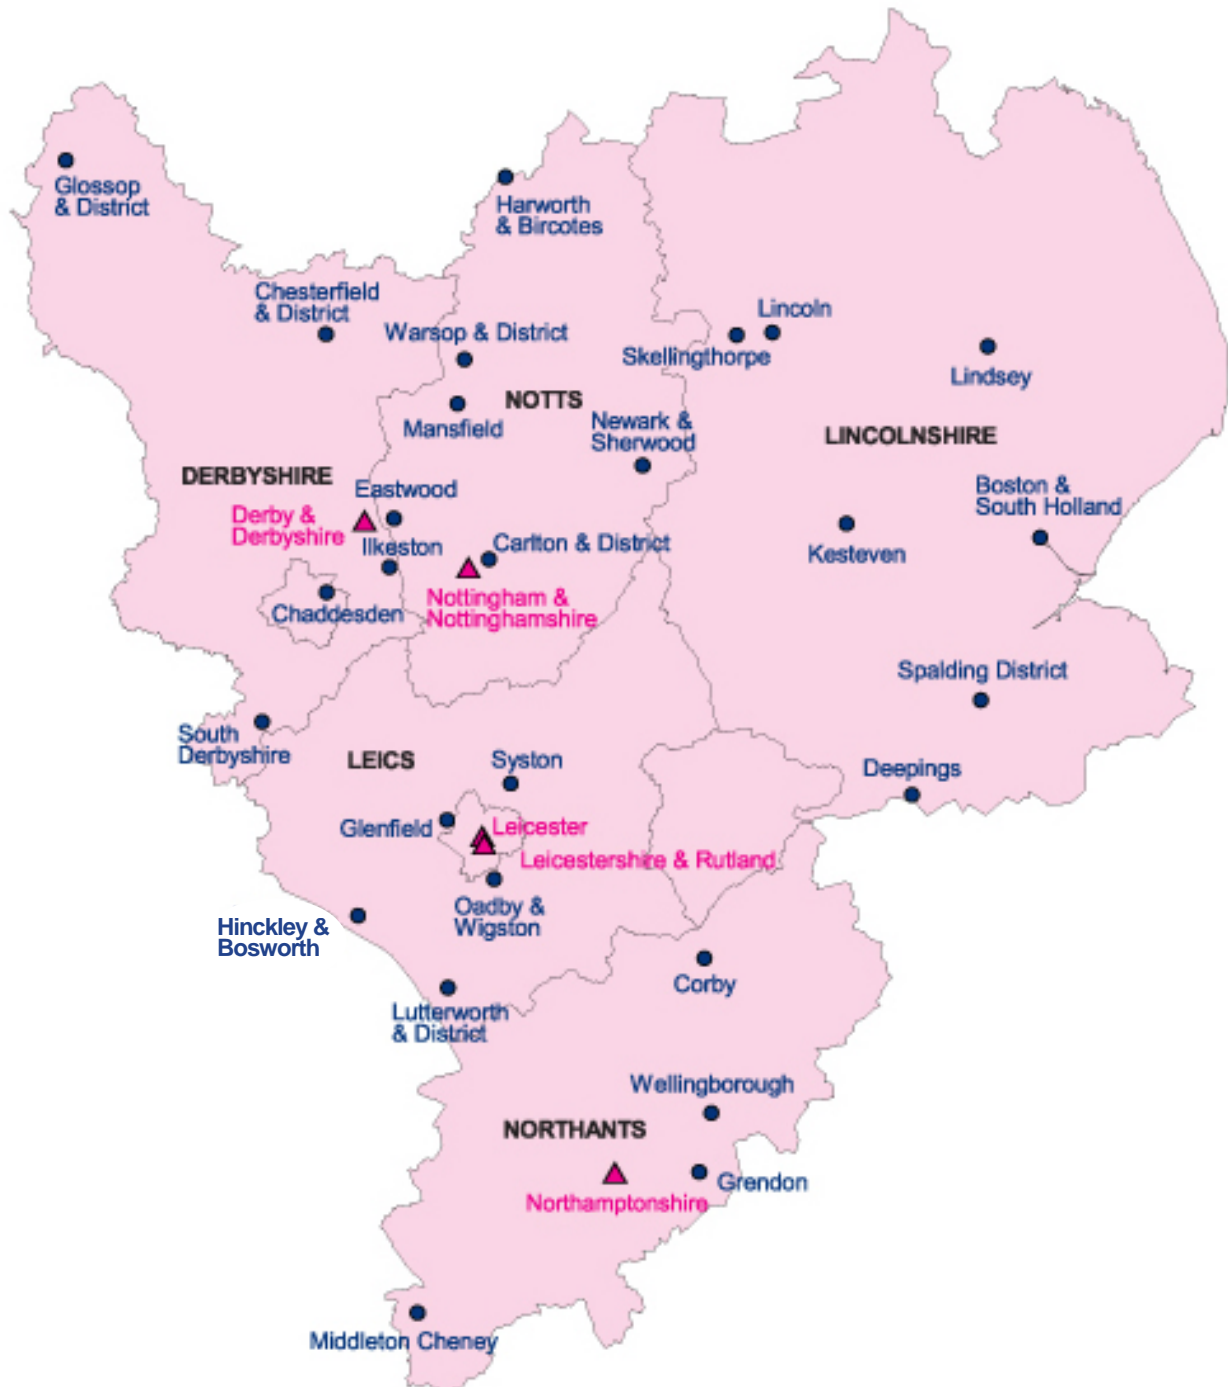 Glossop
& District
Harworth
& Bircotes
Chesterfield
& District
Lincoln
Warsop & District
Skellingthorpe
Lindsey
NOTTS
Mansfield
Newark &
Sherwood
LINCOLNSHIRE
DERBYSHIRE
Eastwood
Boston &
South Holland
Derby &
Derbyshire
Ilkeston
Carlton & District
Kesteven
Chaddesden
Nottingham &
Nottinghamshire
Spalding District
South
Derbyshire
LEICS
Syston
Deepings
Glenfield
Leicester
Leicestershire & Rutland
Oadby &
Wigston
Hinckley &
Bosworth
Corby
Lutterworth
& District
Wellingborough
NORTHANTS
Grendon
Northamptonshire
Middleton Cheney